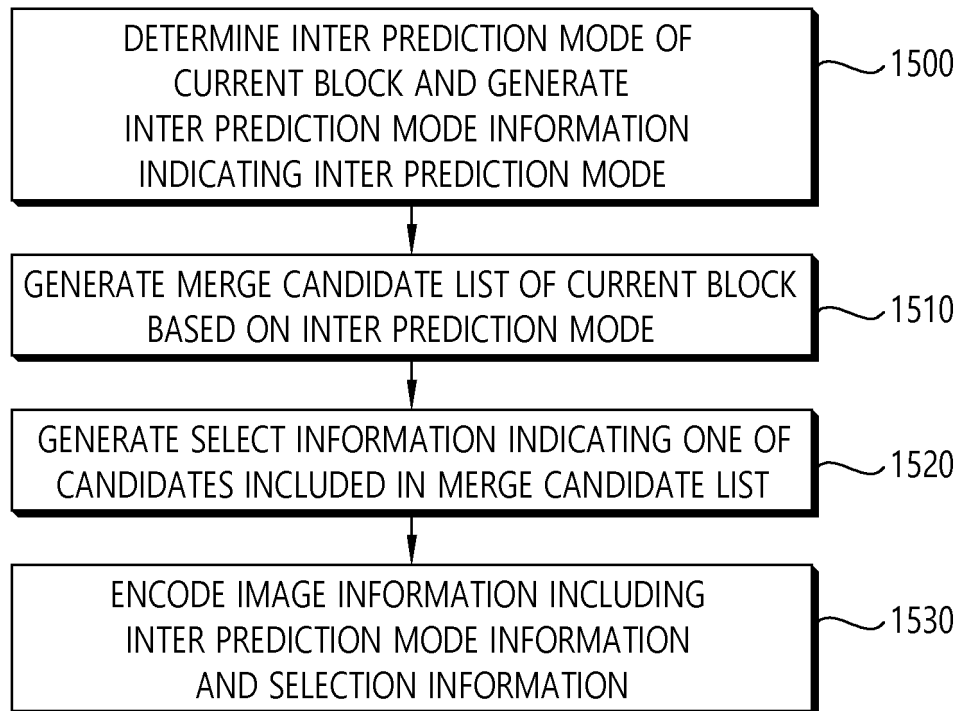 DETERMINE INTER PREDICTION MODE OF
CURRENT BLOCK AND GENERATE
INTER PREDICTION MODE INFORMATION
INDICATING INTER PREDICTION MODE
1500
GENERATE MERGE CANDIDATE LIST OF CURRENT BLOCK
BASED ON INTER PREDICTION MODE
1510
GENERATE SELECT INFORMATION INDICATING ONE OF
CANDIDATES INCLUDED IN MERGE CANDIDATE LIST
1520
ENCODE IMAGE INFORMATION INCLUDING
INTER PREDICTION MODE INFORMATION
AND SELECTION INFORMATION
1530